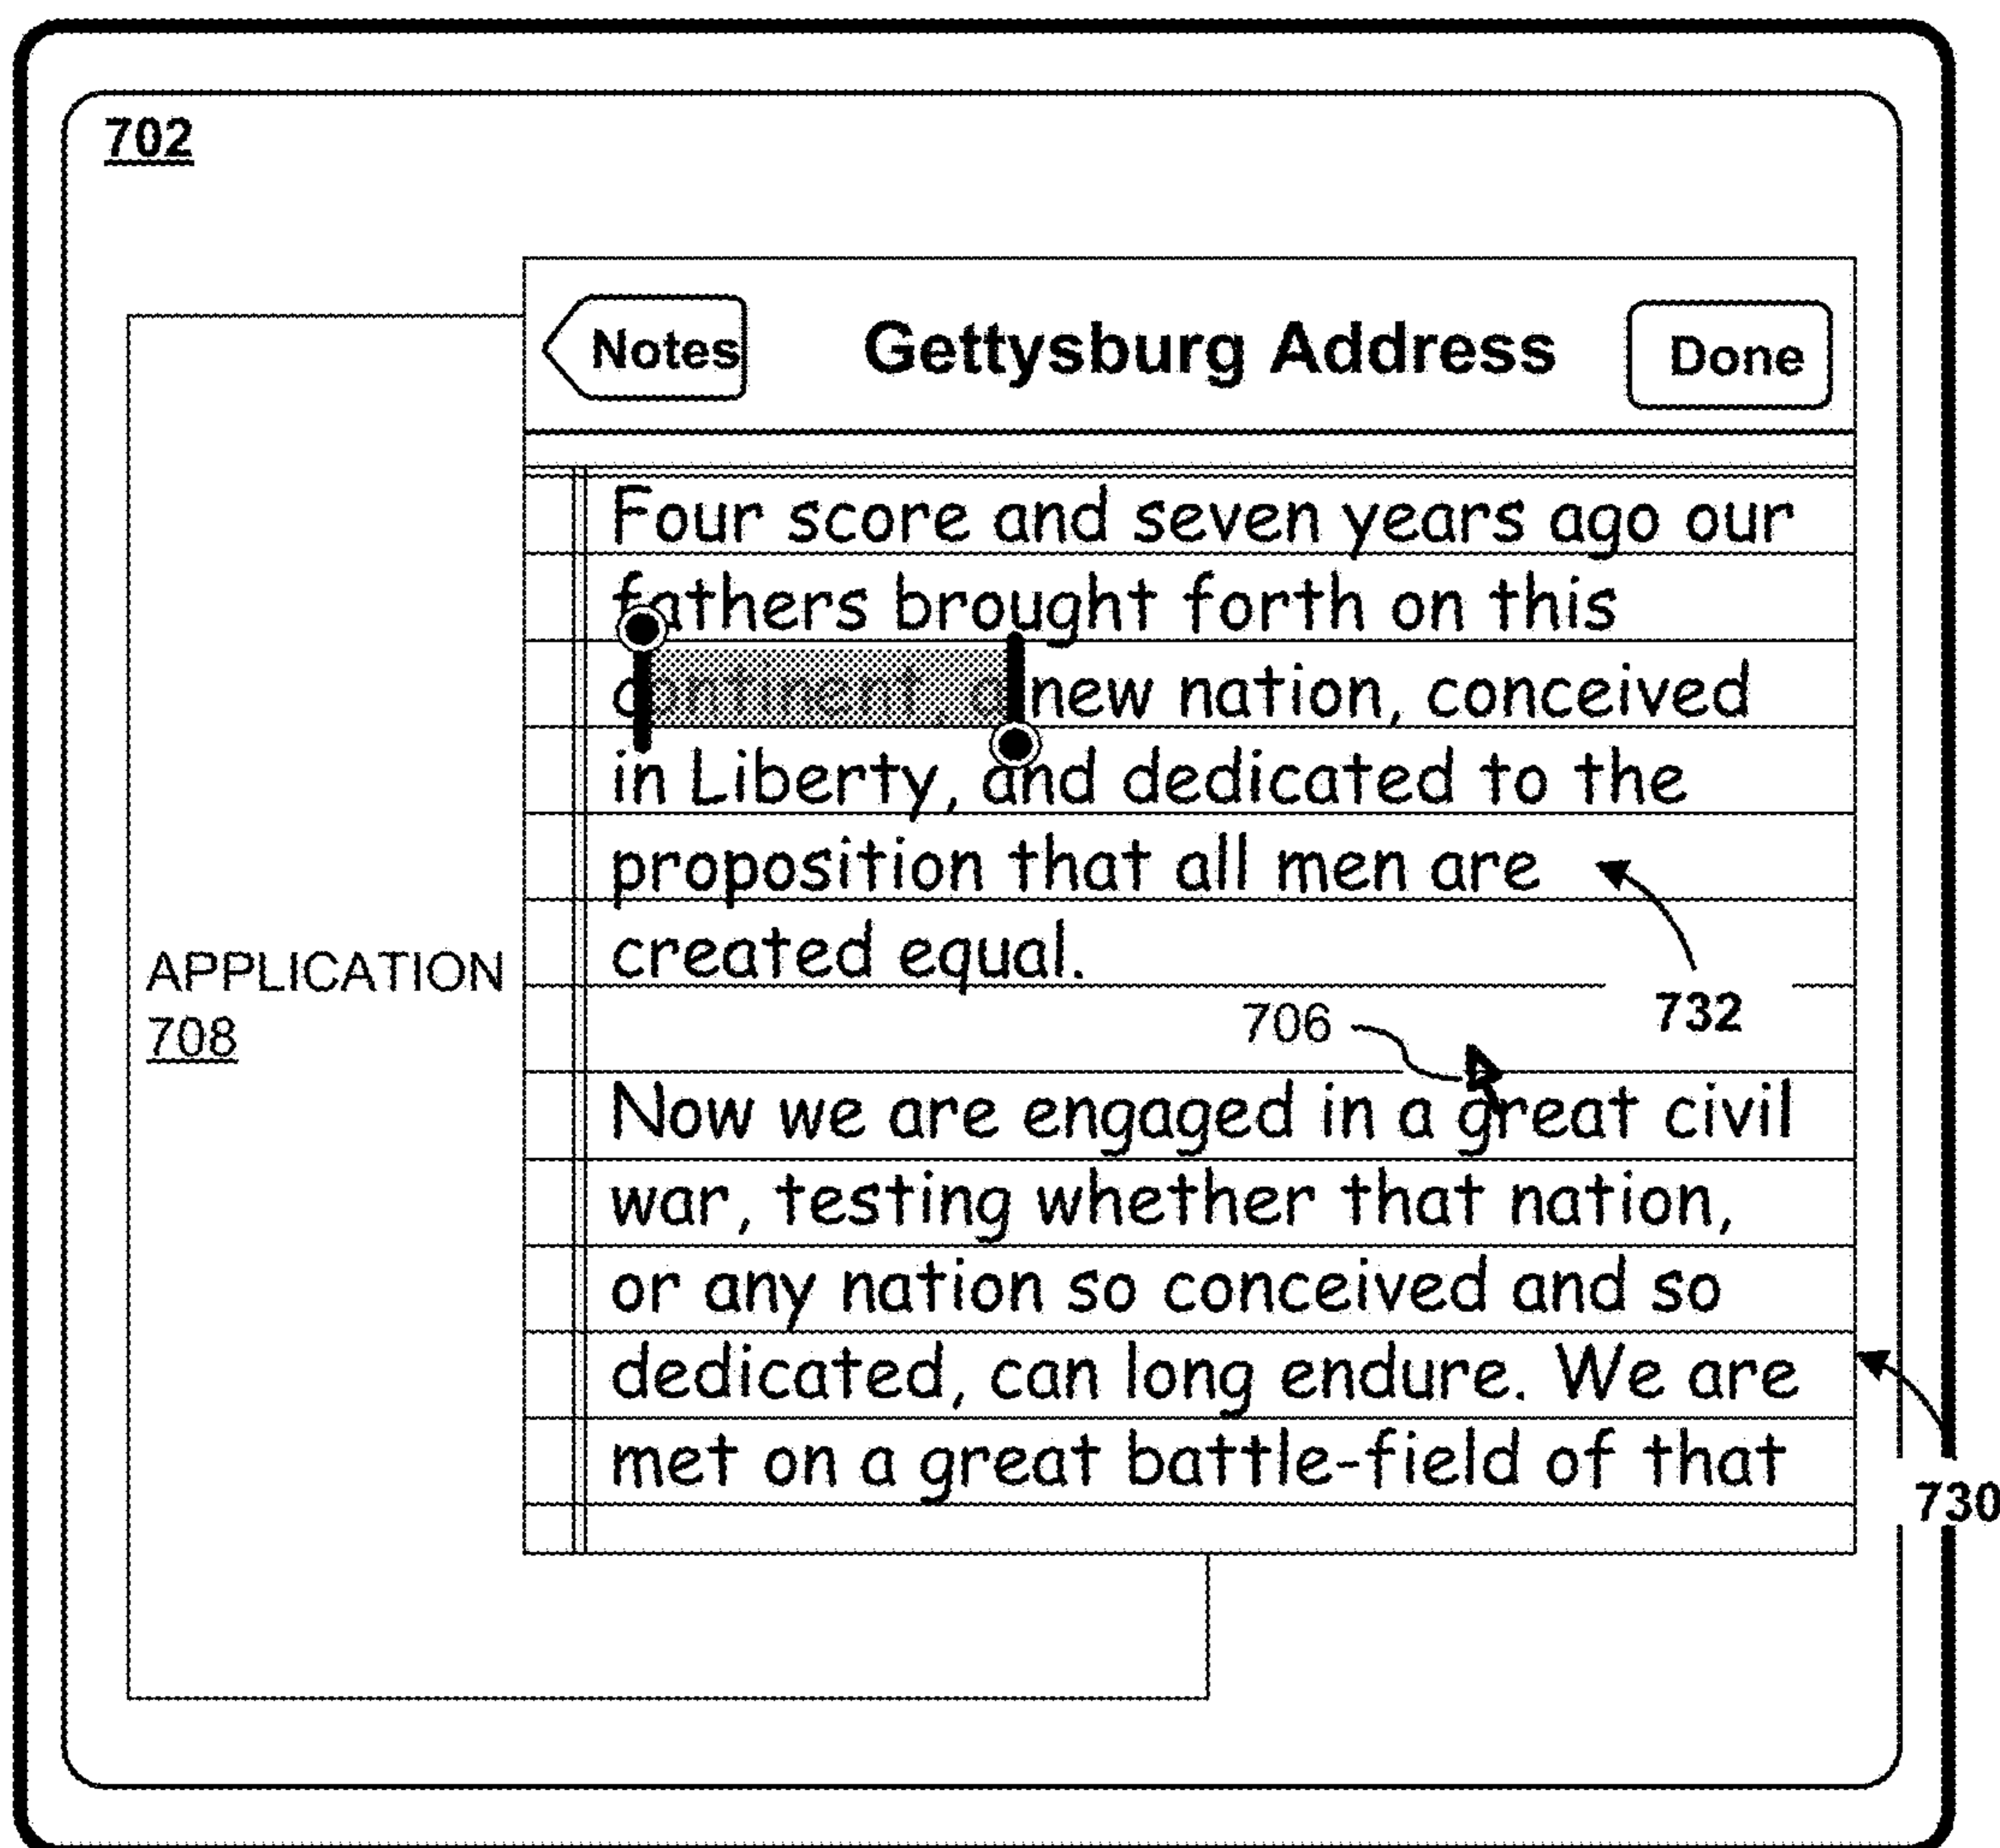 702
Notes
Gettysburg Address
Done
Four score and seven years ago our
fathers brought forth on this
continent, a new nation, conceived
in Liberty, and dedicated to the
proposition that all men are
created equal.
732
706
Now we are engaged in a great civil
war, testing whether that nation,
or any nation so conceived and so
dedicated, can long endure. We are
met on a great battle-field of that
APPLICATION
708
730